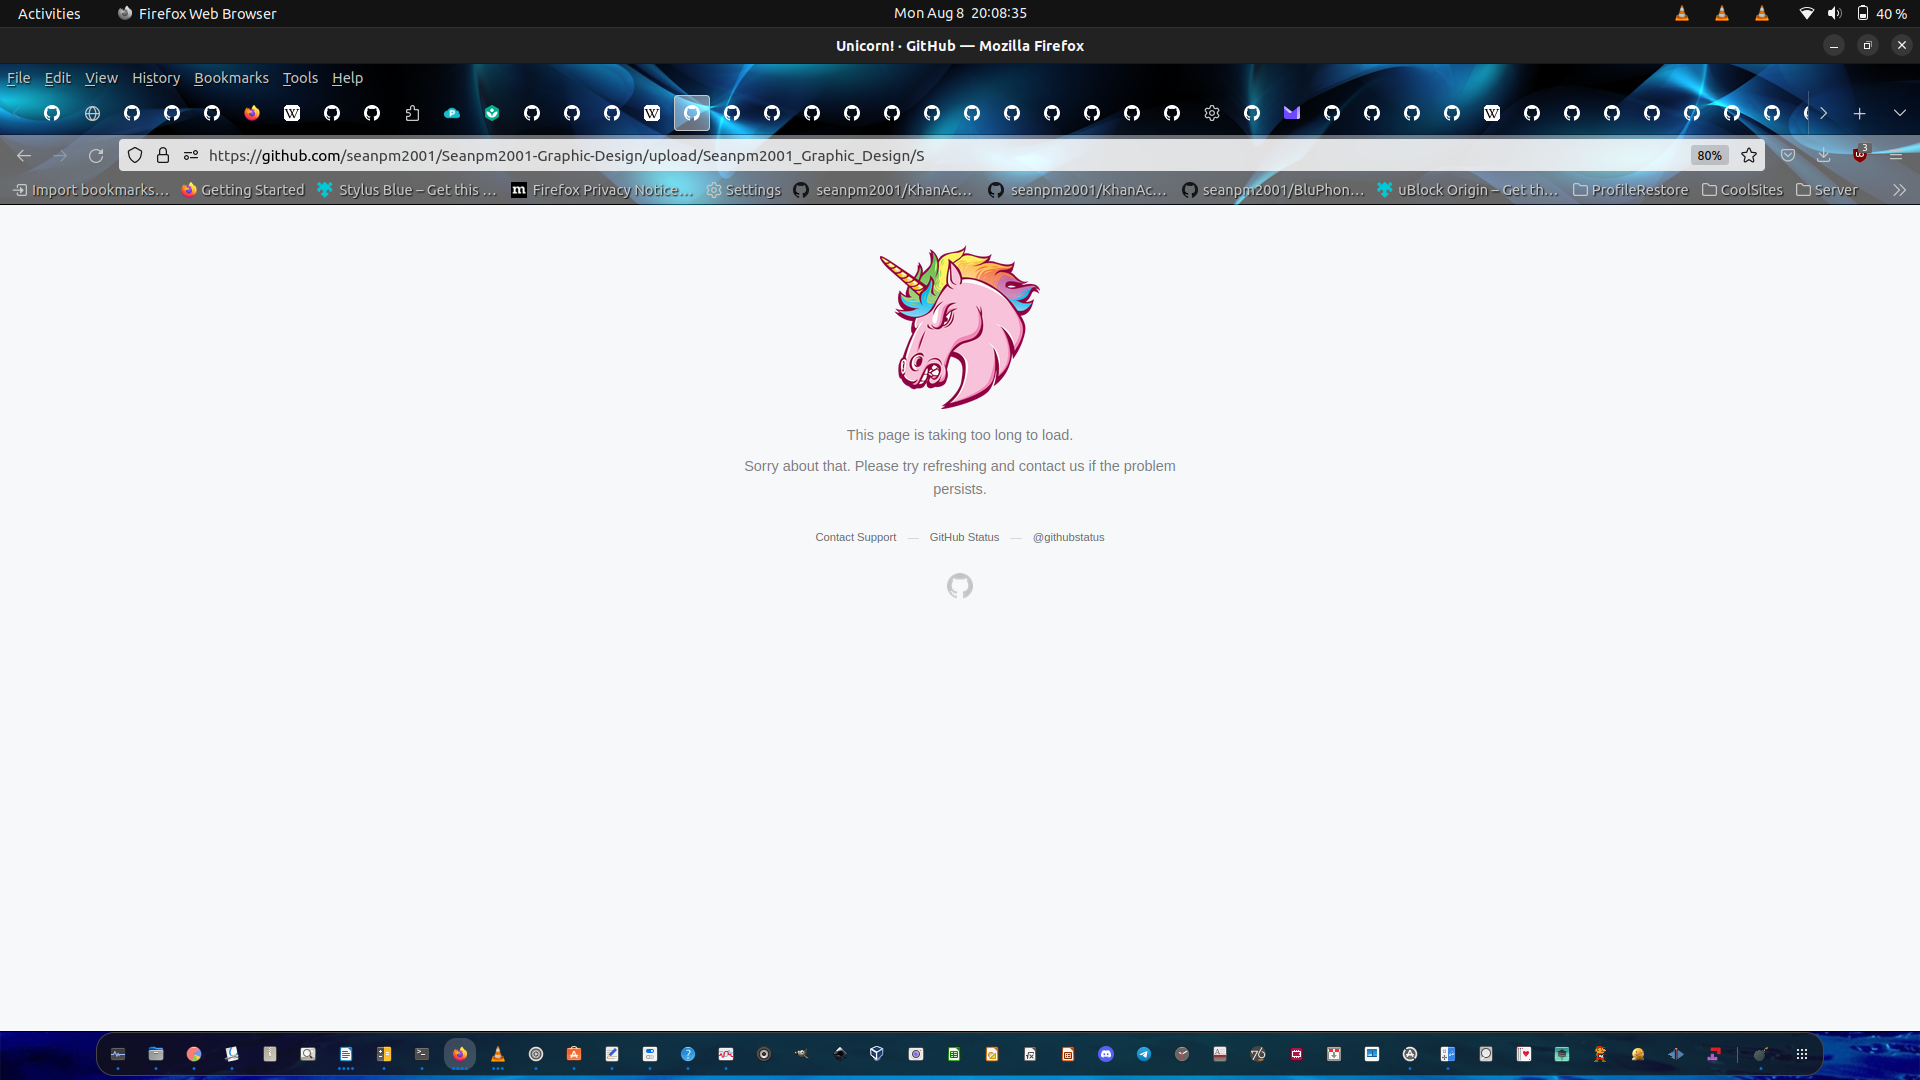 Activities
Firefox Web Browser
Mon Aug 8 20:08:35
40 %
Unicorn! · GitHub — Mozilla Firefox
File Edit View History Bookmarks Tools Help
https://github.com/seanpm2001/Seanpm2001-Graphic-Design/upload/Seanpm2001_Graphic_Design/S
80%
3
Import bookmarks… Getting Started Stylus Blue – Get this … Firefox Privacy Notice… Settings seanpm2001/KhanAc… seanpm2001/KhanAc… seanpm2001/BluPhon… uBlock Origin – Get th… ProfileRestore CoolSites Server
This page is taking too long to load.
Sorry about that. Please try refreshing and contact us if the problem
persists.
Contact Support — GitHub Status — @githubstatus